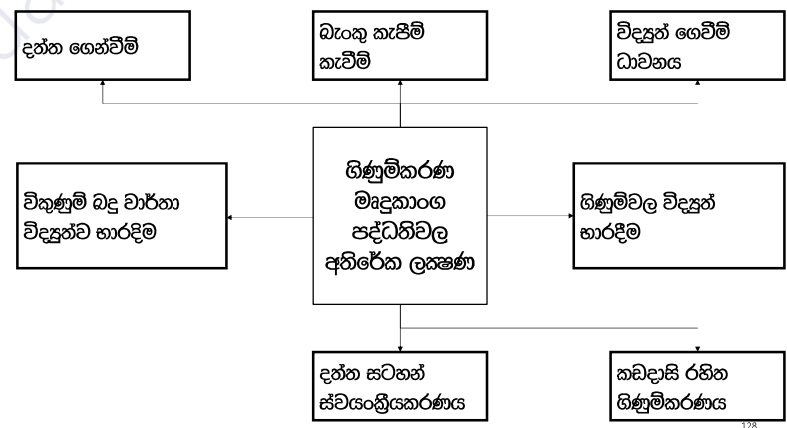 දත්ත ගෙන්වීම්
බැංකු කැපීම්
කැවීම්
විද්‍යුත් ගෙවීම්
ධාවනය
විකුණුම් බදු වාර්තා
විද්‍යුත්ව භාරදිම
ගිණුම්කරණ
මෘදුකාංග
පද්ධතිවල
අතිරේක ලක්‍ෂණ
ගිණුම්වල විද්‍යුත්
භාරදීම
දත්ත සටහන්
ස්වයංක්‍රීයකරණය
කඩදාසි රහිත
ගිණුම්කරණය
128